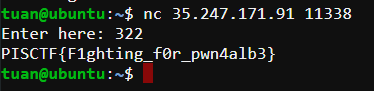 tuan@ubuntu:~$ nc 35.247.171.91 11338
Enter here: 322
PISCTF{F1ghting_f0r_pwn4alb3}
tuan@ubuntu:~$